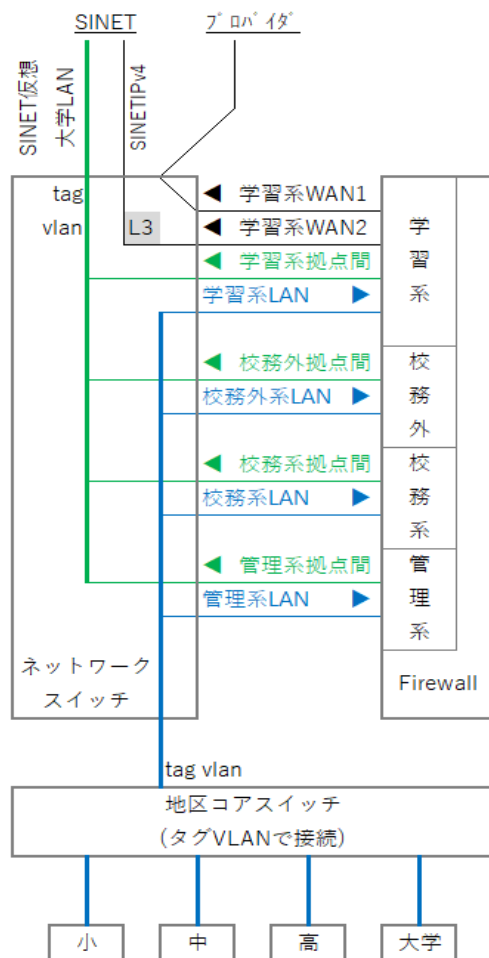 SINET
ﾌﾟﾛﾊﾞｲﾀﾞ
SINET仮想
大学LAN
SINETIPv4
tag
vlan
L3
◀ 学習系WAN1
◀ 学習系WAN2
◀ 学習系拠点間
学習系LAN ▶
学習系
◀ 校務外拠点間
校務外系LAN ▶
校務外
◀ 校務系拠点間
校務系LAN ▶
校務系
◀ 管理系拠点間
管理系LAN ▶
管理系
ネットワーク
スイッチ
Firewall
tag vlan
地区コアスイッチ
(タグVLANで接続)
小
中
高
大学